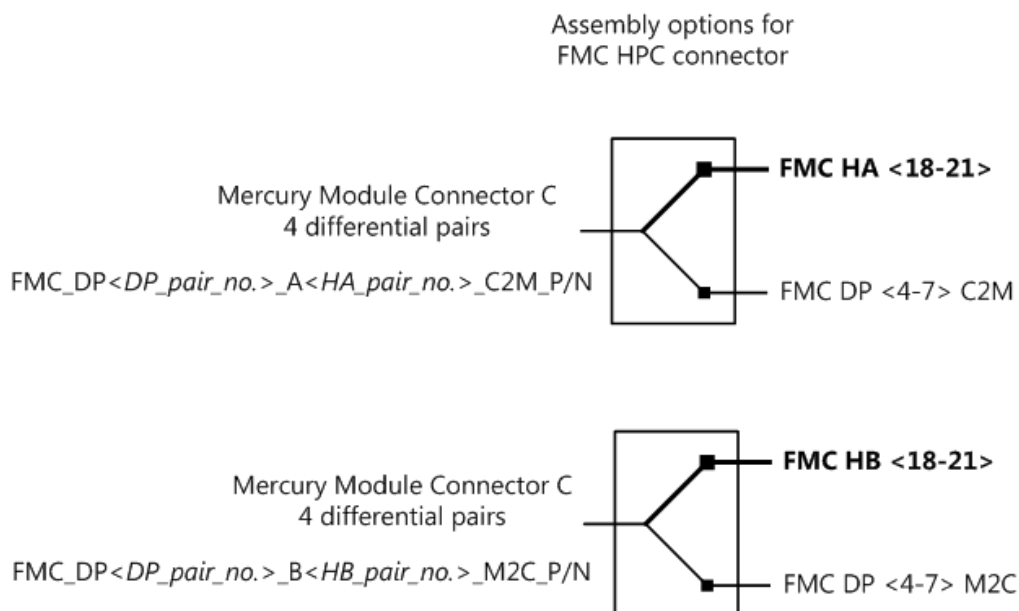 Assembly options for
FMC HPC connector
FMC HA <18-21>
Mercury Module Connector C
4 differential pairs
FMC_DP<DP_pair_no.>_A<HA_pair_no.>_C2M_P/N
FMC DP <4-7> C2M
FMC HB <18-21>
Mercury Module Connector C
4 differential pairs
FMC_DP<DP_pair_no.>_B<HB_pair_no.>_M2C_P/N
FMC DP <4-7> M2C